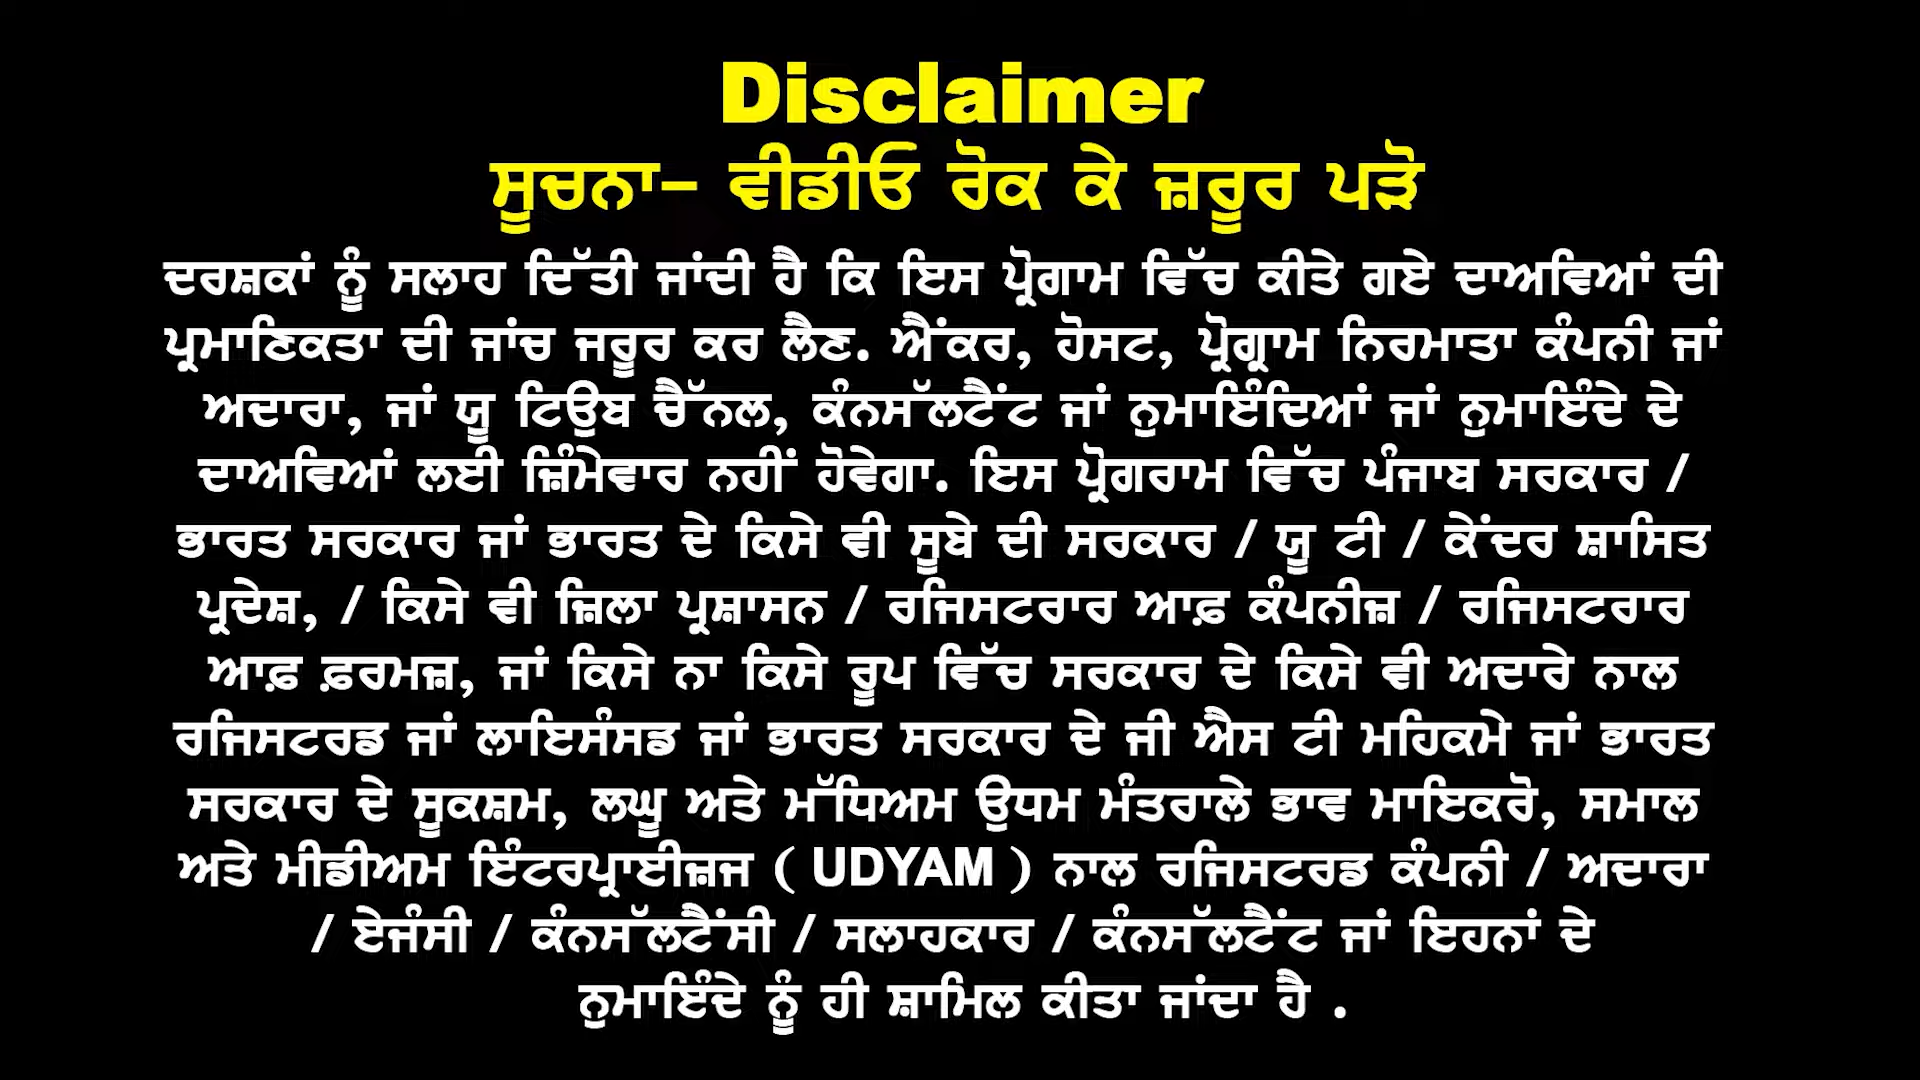 Disclaimer
ਸੂਚਨਾ- ਵੀਡੀਓ ਰੋਕ ਕੇ ਜ਼ਰੂਰ ਪੜੋ
ਦਰਸ਼ਕਾਂ ਨੂੰ ਸਲਾਹ ਦਿੱਤੀ ਜਾਂਦੀ ਹੈ ਕਿ ਇਸ ਪ੍ਰੋਗਾਮ ਵਿੱਚ ਕੀਤੇ ਗਏ ਦਾਅਵਿਆਂ ਦੀ
ਪ੍ਰਮਾਣਿਕਤਾ ਦੀ ਜਾਂਚ ਜਰੂਰ ਕਰ ਲੈਣ. ਐਂਕਰ, ਹੋਸਟ, ਪ੍ਰੋਗ੍ਰਾਮ ਨਿਰਮਾਤਾ ਕੰਪਨੀ ਜਾਂ
ਅਦਾਰਾ, ਜਾਂ ਯੂ ਟਿਊਬ ਚੈੱਨਲ, ਕੰਨਸੱਲਟੈਂਟ ਜਾਂ ਨੁਮਾਇੰਦਿਆਂ ਜਾਂ ਨੁਮਾਇੰਦੇ ਦੇ
ਦਾਅਵਿਆਂ ਲਈ ਜ਼ਿੰਮੇਵਾਰ ਨਹੀਂ ਹੋਵੇਗਾ. ਇਸ ਪ੍ਰੋਗਰਾਮ ਵਿੱਚ ਪੰਜਾਬ ਸਰਕਾਰ /
ਭਾਰਤ ਸਰਕਾਰ ਜਾਂ ਭਾਰਤ ਦੇ ਕਿਸੇ ਵੀ ਸੂਬੇ ਦੀ ਸਰਕਾਰ / ਯੂ ਟੀ / ਕੇਂਦਰ ਸ਼ਾਸਿਤ
ਪ੍ਰਦੇਸ਼, / ਕਿਸੇ ਵੀ ਜ਼ਿਲਾ ਪ੍ਰਸ਼ਾਸਨ / ਰਜਿਸਟਰਾਰ ਆਫ਼ ਕੰਪਨੀਜ਼ / ਰਜਿਸਟਰਾਰ
ਆਫ਼ ਫ਼ਰਮਜ਼, ਜਾਂ ਕਿਸੇ ਨਾ ਕਿਸੇ ਰੂਪ ਵਿੱਚ ਸਰਕਾਰ ਦੇ ਕਿਸੇ ਵੀ ਅਦਾਰੇ ਨਾਲ
ਰਜਿਸਟਰਡ ਜਾਂ ਲਾਇਸੰਸਡ ਜਾਂ ਭਾਰਤ ਸਰਕਾਰ ਦੇ ਜੀ ਐਸ ਟੀ ਮਹਿਕਮੇ ਜਾਂ ਭਾਰਤ
ਸਰਕਾਰ ਦੇ ਸੂਕਸ਼ਮ, ਲਘੂ ਅਤੇ ਮੱਧਿਅਮ ਉਧਮ ਮੰਤਰਾਲੇ ਭਾਵ ਮਾਇਕਰੋ, ਸਮਾਲ
ਅਤੇ ਮੀਡੀਅਮ ਇੰਟਰਪ੍ਰਾਈਜ਼ਜ ( UDYAM ) ਨਾਲ ਰਜਿਸਟਰਡ ਕੰਪਨੀ / ਅਦਾਰਾ
/ ਏਜੰਸੀ / ਕੰਨਸੱਲਟੈਂਸੀ / ਸਲਾਹਕਾਰ / ਕੰਨਸੱਲਟੈਂਟ ਜਾਂ ਇਹਨਾਂ ਦੇ
ਨੁਮਾਇੰਦੇ ਨੂੰ ਹੀ ਸ਼ਾਮਿਲ ਕੀਤਾ ਜਾਂਦਾ ਹੈ .